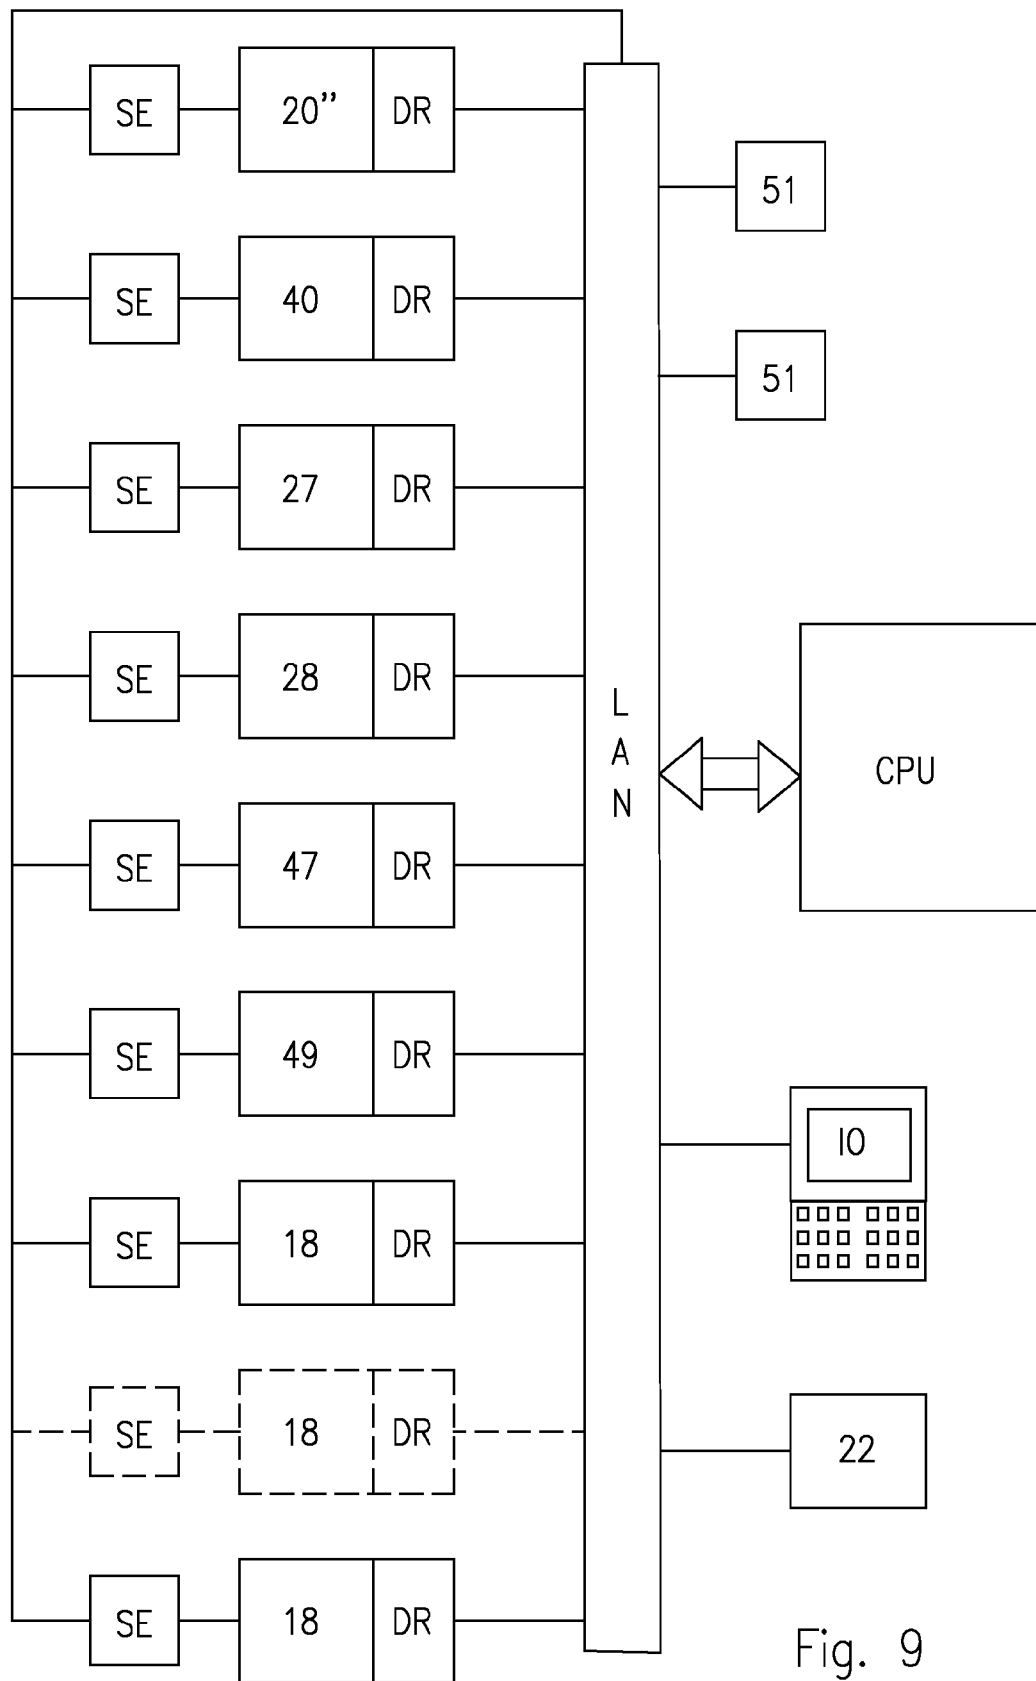 SE 20” DR
51
SE 40 DR
51
SE 27 DR
SE 28 DR
L
A
N
CPU
SE 47 DR
SE 49 DR
IO
SE 18 DR
SE 18 DR
22
SE 18 DR
Fig. 9